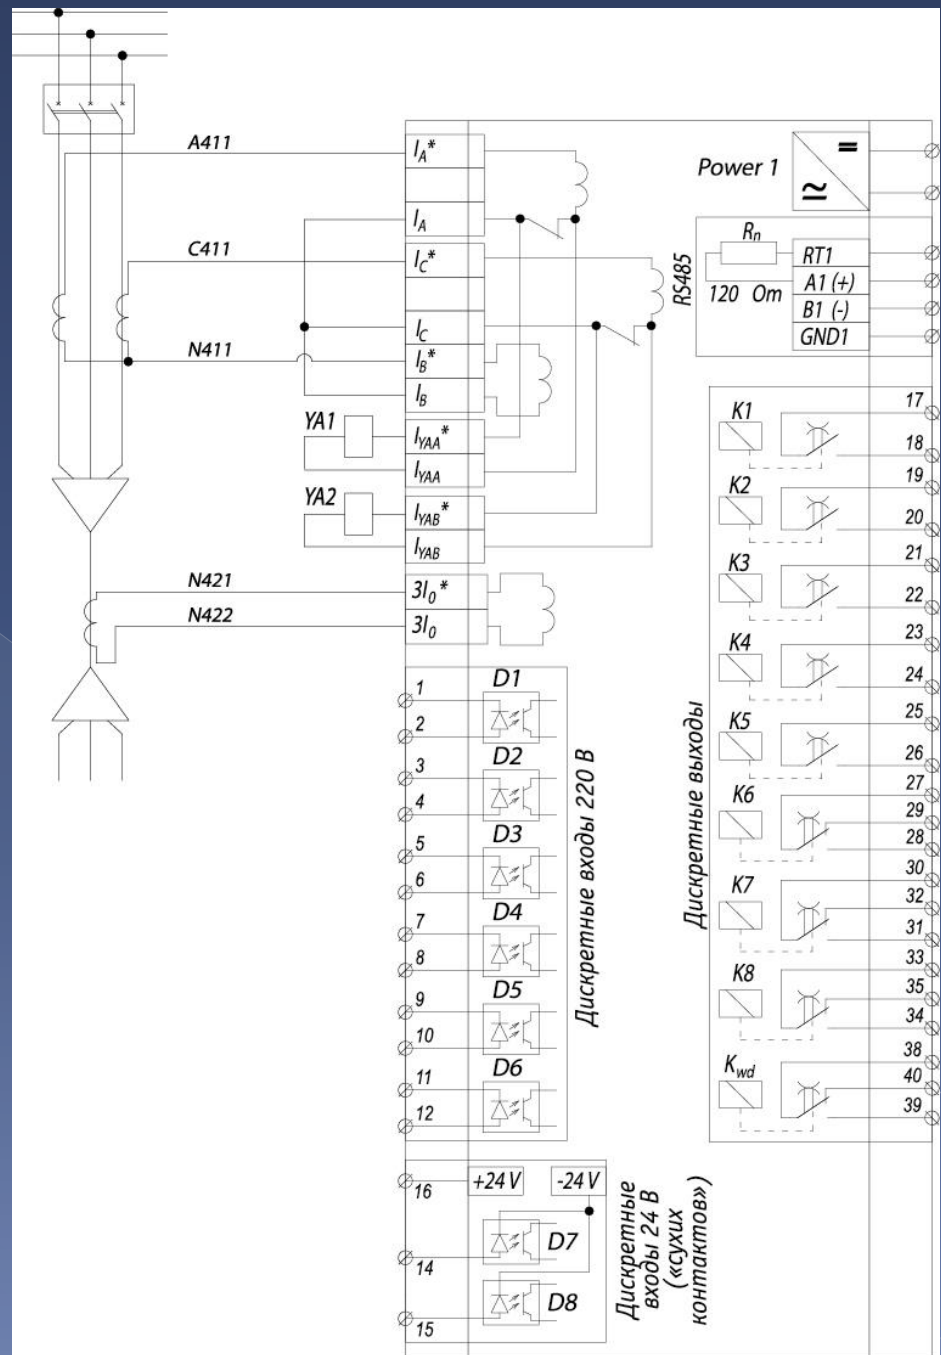 A411
I_A*
I_A
C411
I_C*
I_C
N411
I_B*
I_B
YA1
I_YAA*
I_YAA
YA2
I_YAB*
I_YAB
N421
3I_0*
N422
3I_0
Power 1
RS485
R_n
120 Om
RT1
A1 (+)
B1 (-)
GND1
1
D1
2
3
D2
4
5
D3
6
7
D4
8
9
D5
10
11
D6
12
Дискретные входы 220 В
16
+24 V
-24 V
D7
14
D8
15
Дискретные
входы 24 В
(«сухих
контактов»)
Дискретные выходы
K1
17
18
K2
19
20
K3
21
22
K4
23
24
K5
25
26
K6
27
29
28
K7
30
32
31
K8
33
35
34
K_wd
38
40
39